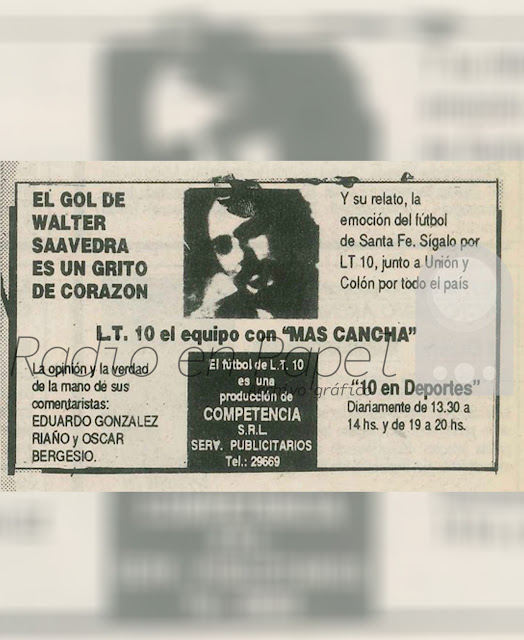 EL GOL DE
WALTER
SAAVEDRA
ES UN GRITO
DE CORAZON
Y su relato, la
emoción del fútbol
de Santa Fe. Sígalo por
LT 10, junto a Unión y
Colón por todo el país
L.T. 10 el equipo con "MAS CANCHA"
Radio en Papel
archivo gráfico
La opinión y la verdad
de la mano de sus
comentaristas:
EDUARDO GONZALEZ
RIAÑO y OSCAR
BERGESIO.
El fútbol de L.T. 10
es una
producción de
COMPETENCIA
S.R.L.
SERV. PUBLICITARIOS
Tel.: 29669
"10 en Deportes"
Diariamente de 13.30 a
14 hs. y de 19 a 20 hs.